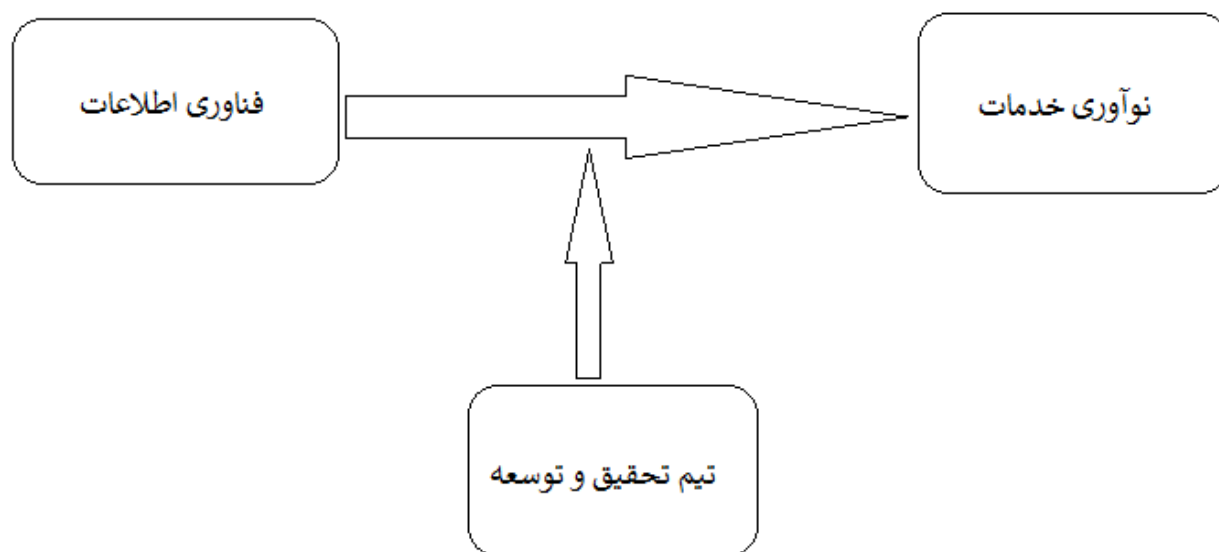 فناوری اطلاعات
نوآوری خدمات
تیم تحقیق و توسعه